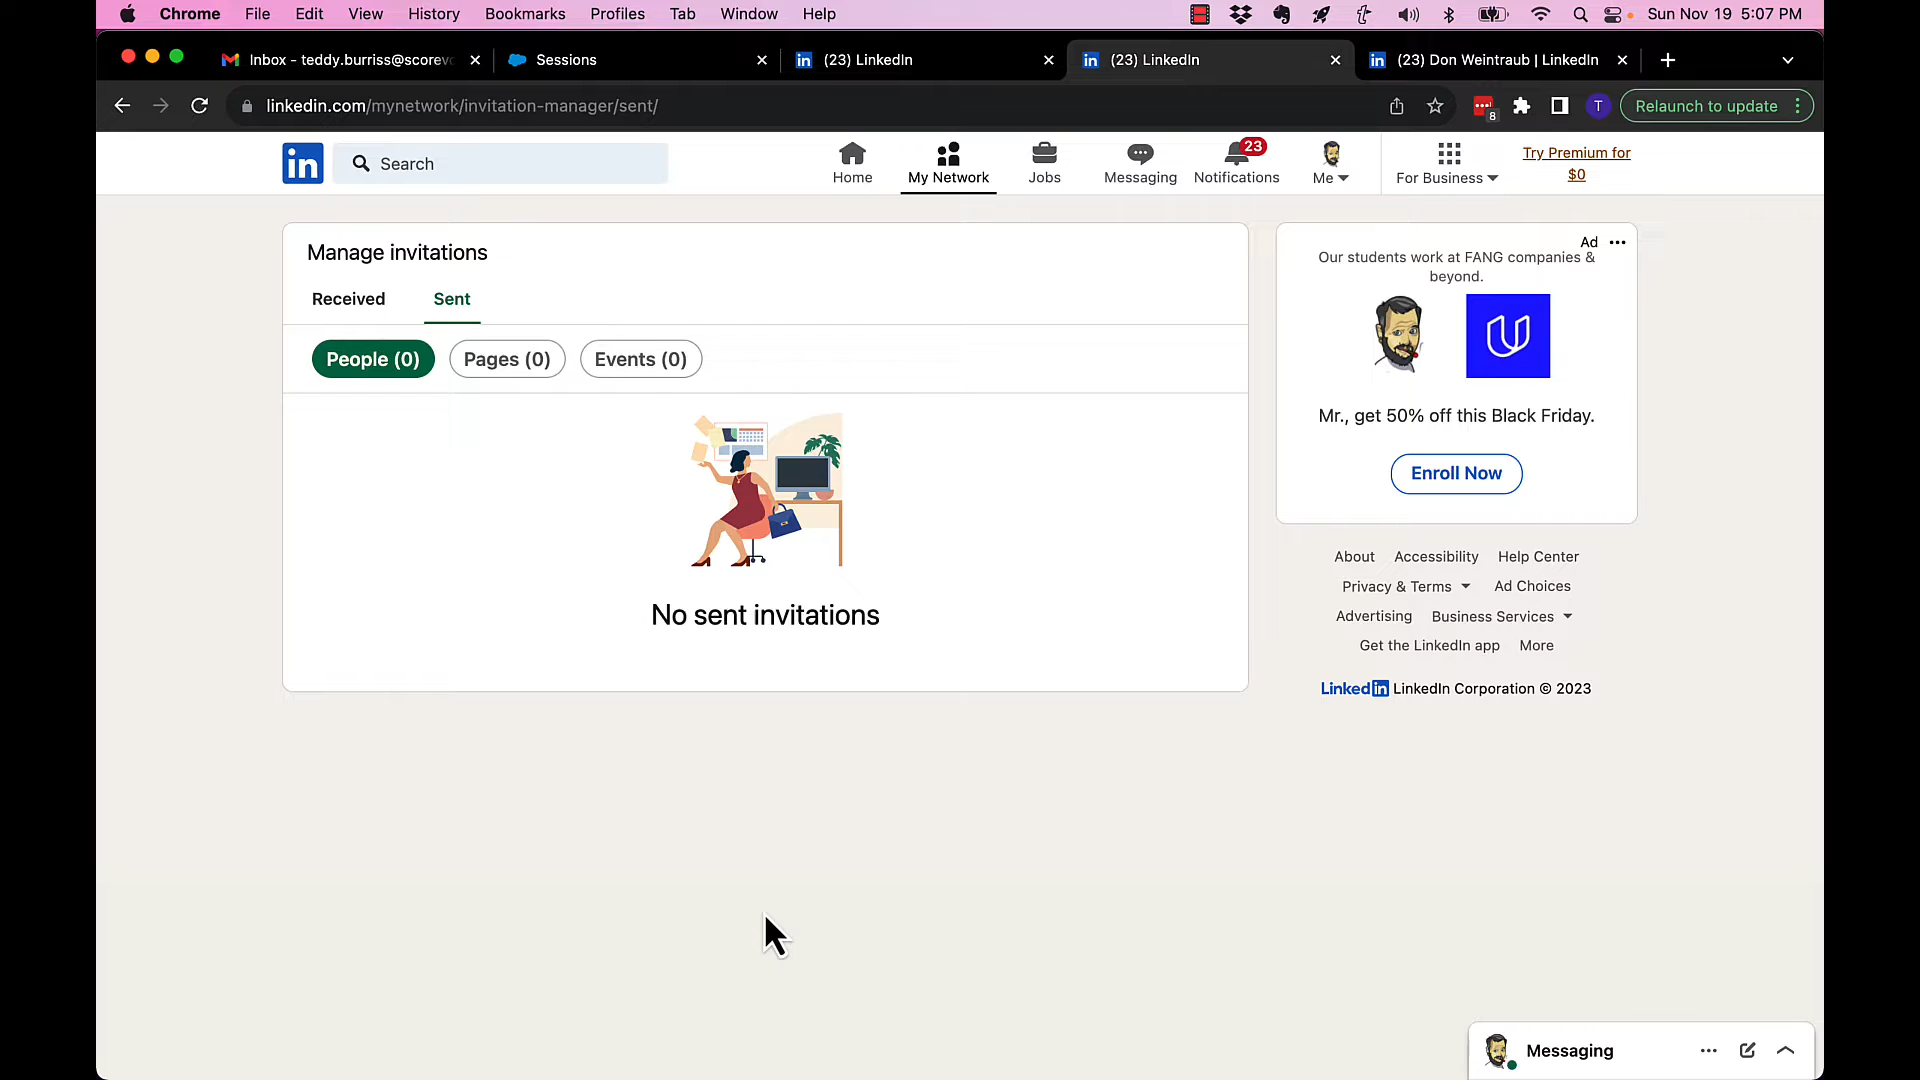 Chrome File Edit View History Bookmarks Profiles Tab Window Help Sun Nov 19 5:07 PM
Inbox - teddy.burriss@scorevo Sessions (23) LinkedIn (23) LinkedIn (23) Don Weintraub | LinkedIn
linkedin.com/mynetwork/invitation-manager/sent/ 8 T Relaunch to update
in Search Home My Network Jobs Messaging 23 Notifications Me For Business Try Premium for
$0
Manage invitations
Received Sent
People (0) Pages (0) Events (0)
No sent invitations
Ad
Our students work at FANG companies &
beyond.
Mr., get 50% off this Black Friday.
Enroll Now
About Accessibility Help Center
Privacy & Terms Ad Choices
Advertising Business Services
Get the LinkedIn app More
LinkedIn LinkedIn Corporation © 2023
Messaging